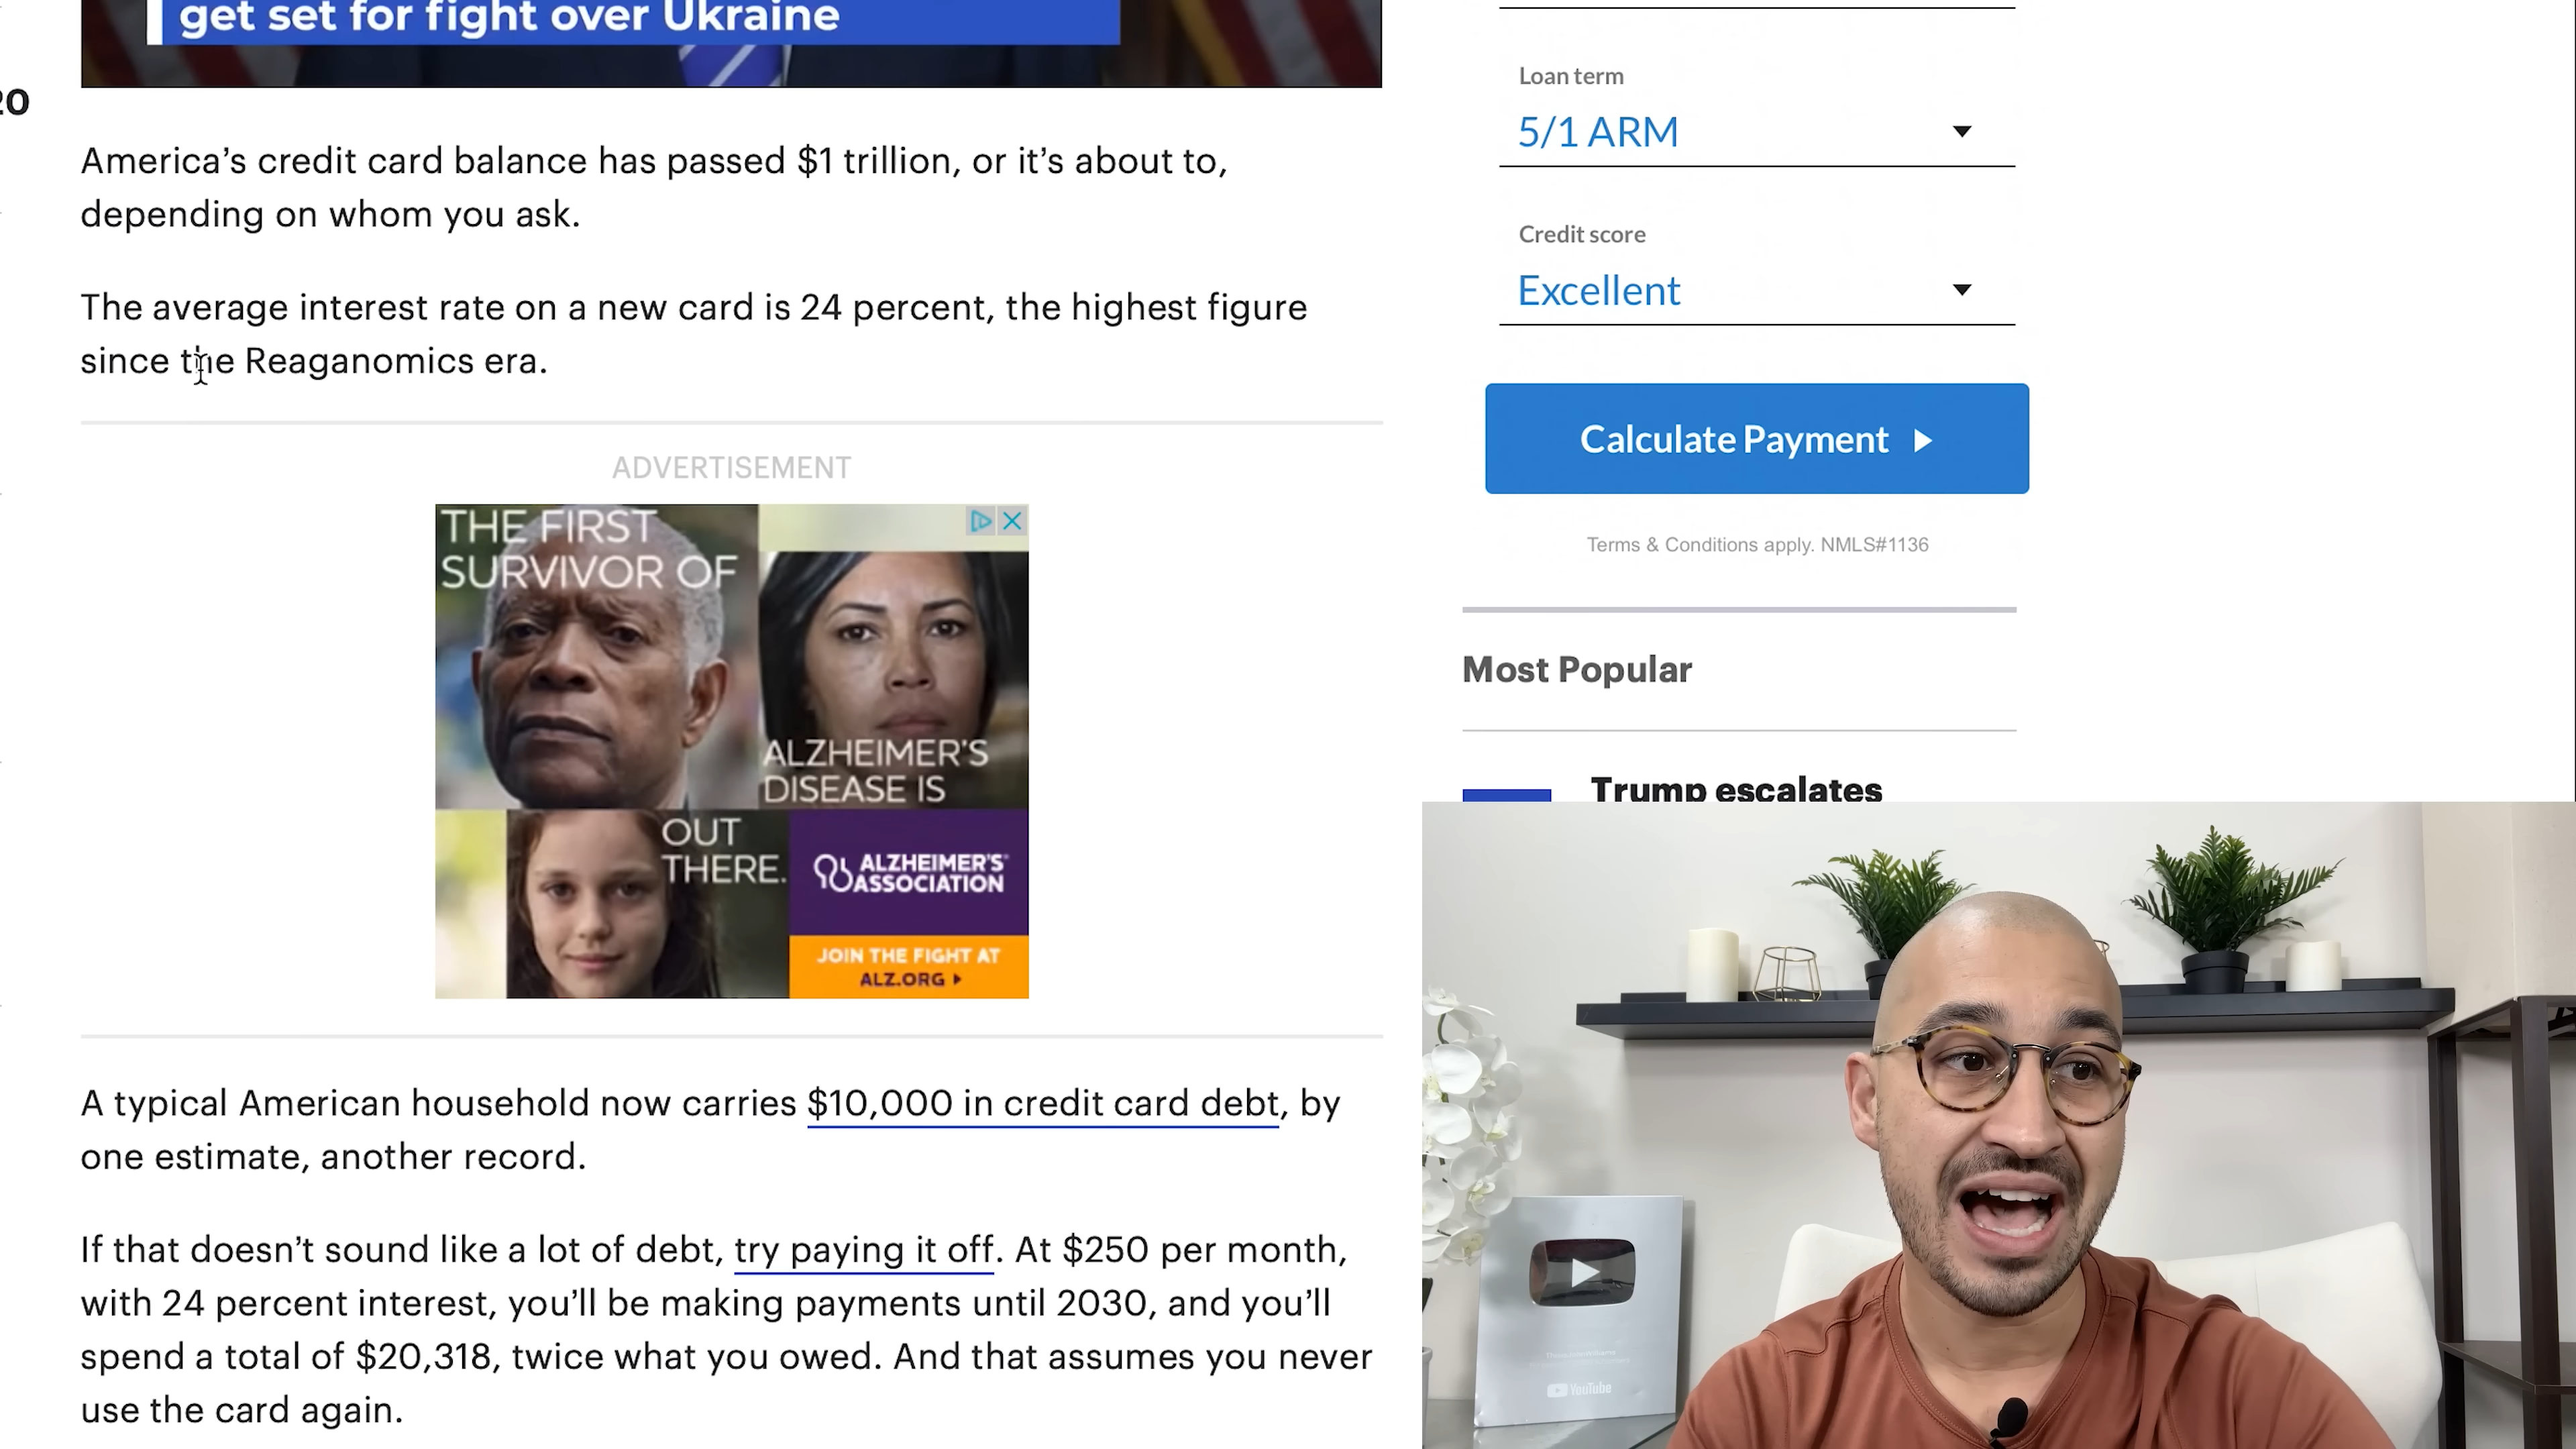 get set for fight over Ukraine
20
America’s credit card balance has passed $1 trillion, or it’s about to,
depending on whom you ask.
The average interest rate on a new card is 24 percent, the highest figure
since the Reaganomics era.
ADVERTISEMENT
THE FIRST
SURVIVOR OF
ALZHEIMER'S
DISEASE IS
OUT
THERE.
ALZHEIMER'S
ASSOCIATION
JOIN THE FIGHT AT
ALZ.ORG
A typical American household now carries $10,000 in credit card debt, by
one estimate, another record.
If that doesn’t sound like a lot of debt, try paying it off. At $250 per month,
with 24 percent interest, you’ll be making payments until 2030, and you’ll
spend a total of $20,318, twice what you owed. And that assumes you never
use the card again.
Loan term
5/1 ARM
Credit score
Excellent
Calculate Payment
Terms & Conditions apply. NMLS#1136
Most Popular
Trump escalates
YouTube